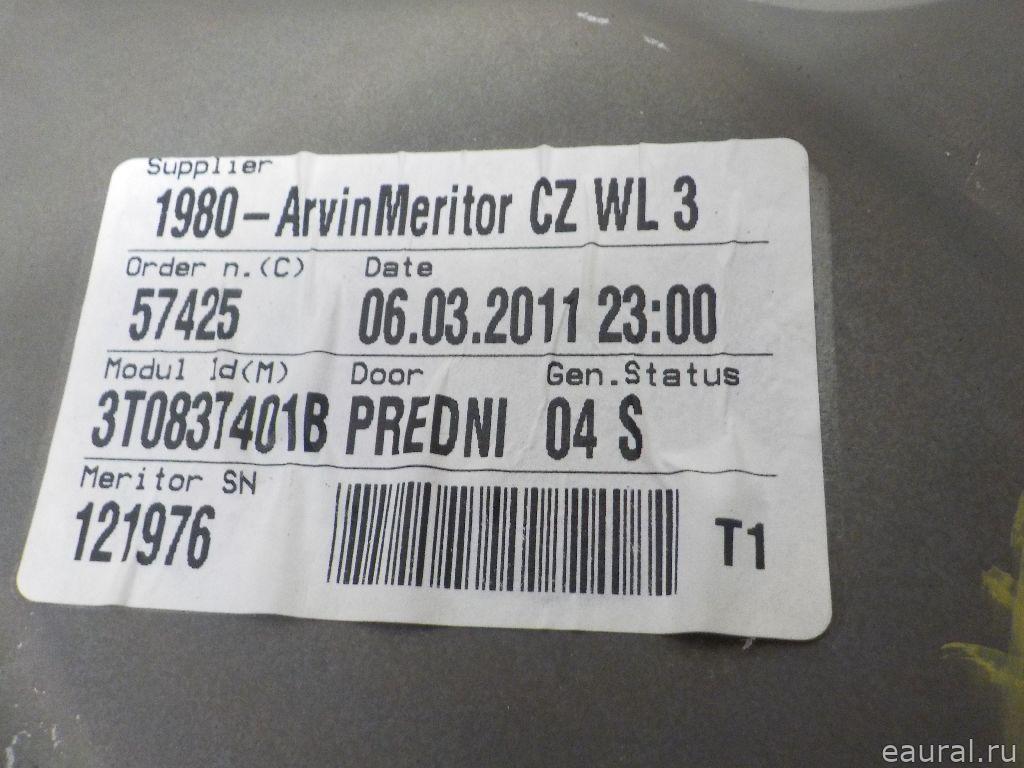 Supplier
1980-ArvinMeritor CZ WL 3
Order n.(C) Date
57425 06.03.2011 23:00
Modul Id(M) Door Gen.Status
3T0837401B PREDNI 04 S
Meritor SN
121976 T1
eaural.ru